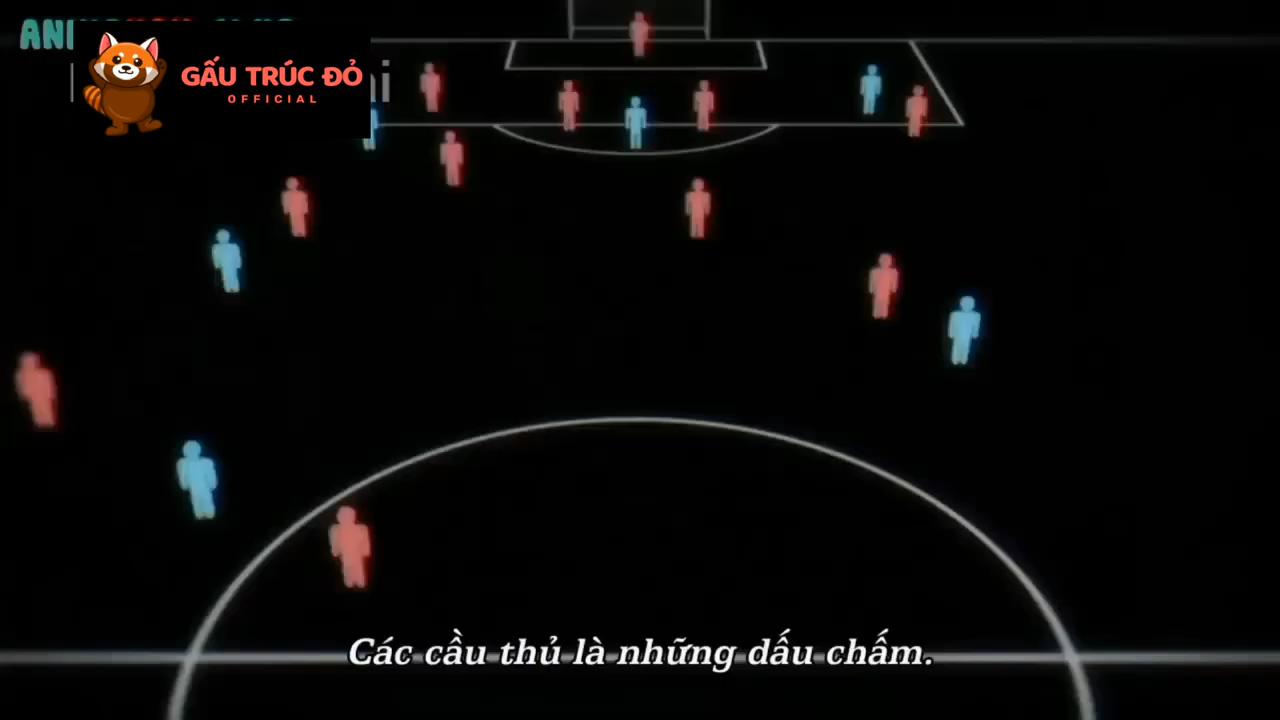 GẤU TRÚC ĐỎ
OFFICIAL
Các cầu thủ là những dấu chấm.